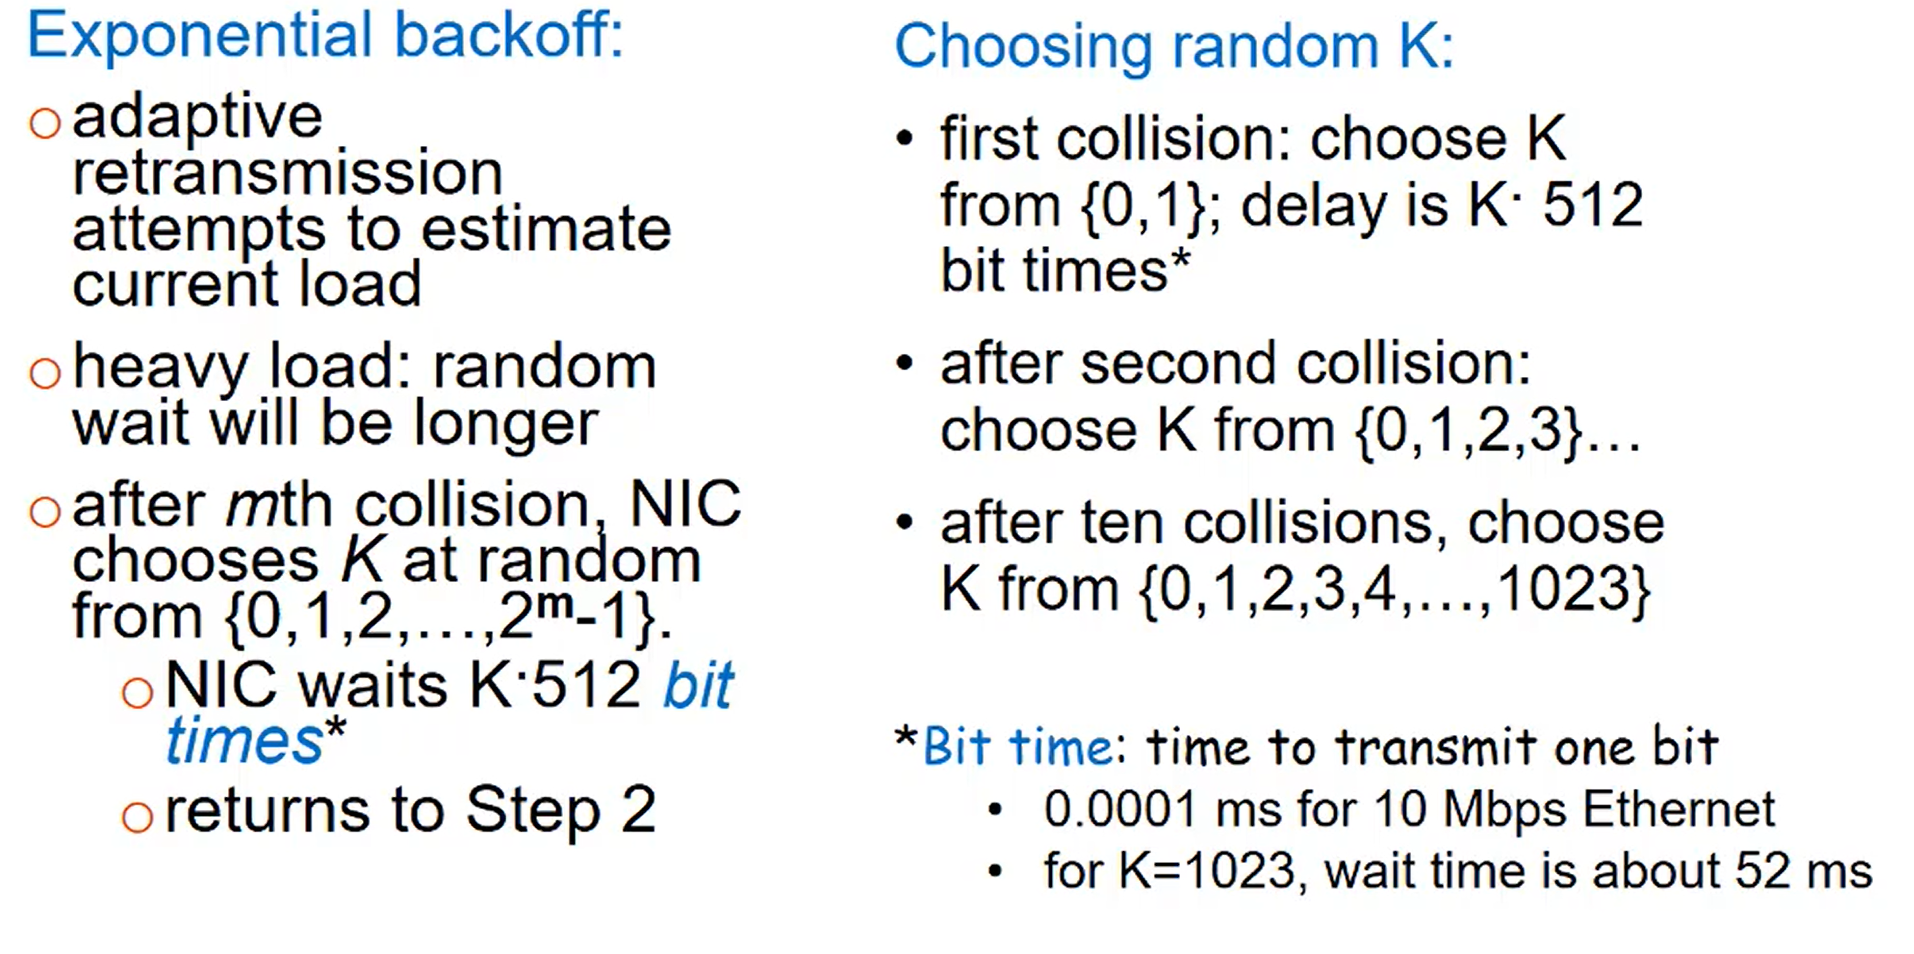 Exponential backoff:
○ adaptive
retransmission
attempts to estimate
current load
○ heavy load: random
wait will be longer
○ after mth collision, NIC
chooses K at random
from {0,1,2,…,2ᵐ-1}.
○ NIC waits K·512 bit
times*
○ returns to Step 2
Choosing random K:
• first collision: choose K
from {0,1}; delay is K· 512
bit times*
• after second collision:
choose K from {0,1,2,3}…
• after ten collisions, choose
K from {0,1,2,3,4,…,1023}
*Bit time: time to transmit one bit
• 0.0001 ms for 10 Mbps Ethernet
• for K=1023, wait time is about 52 ms